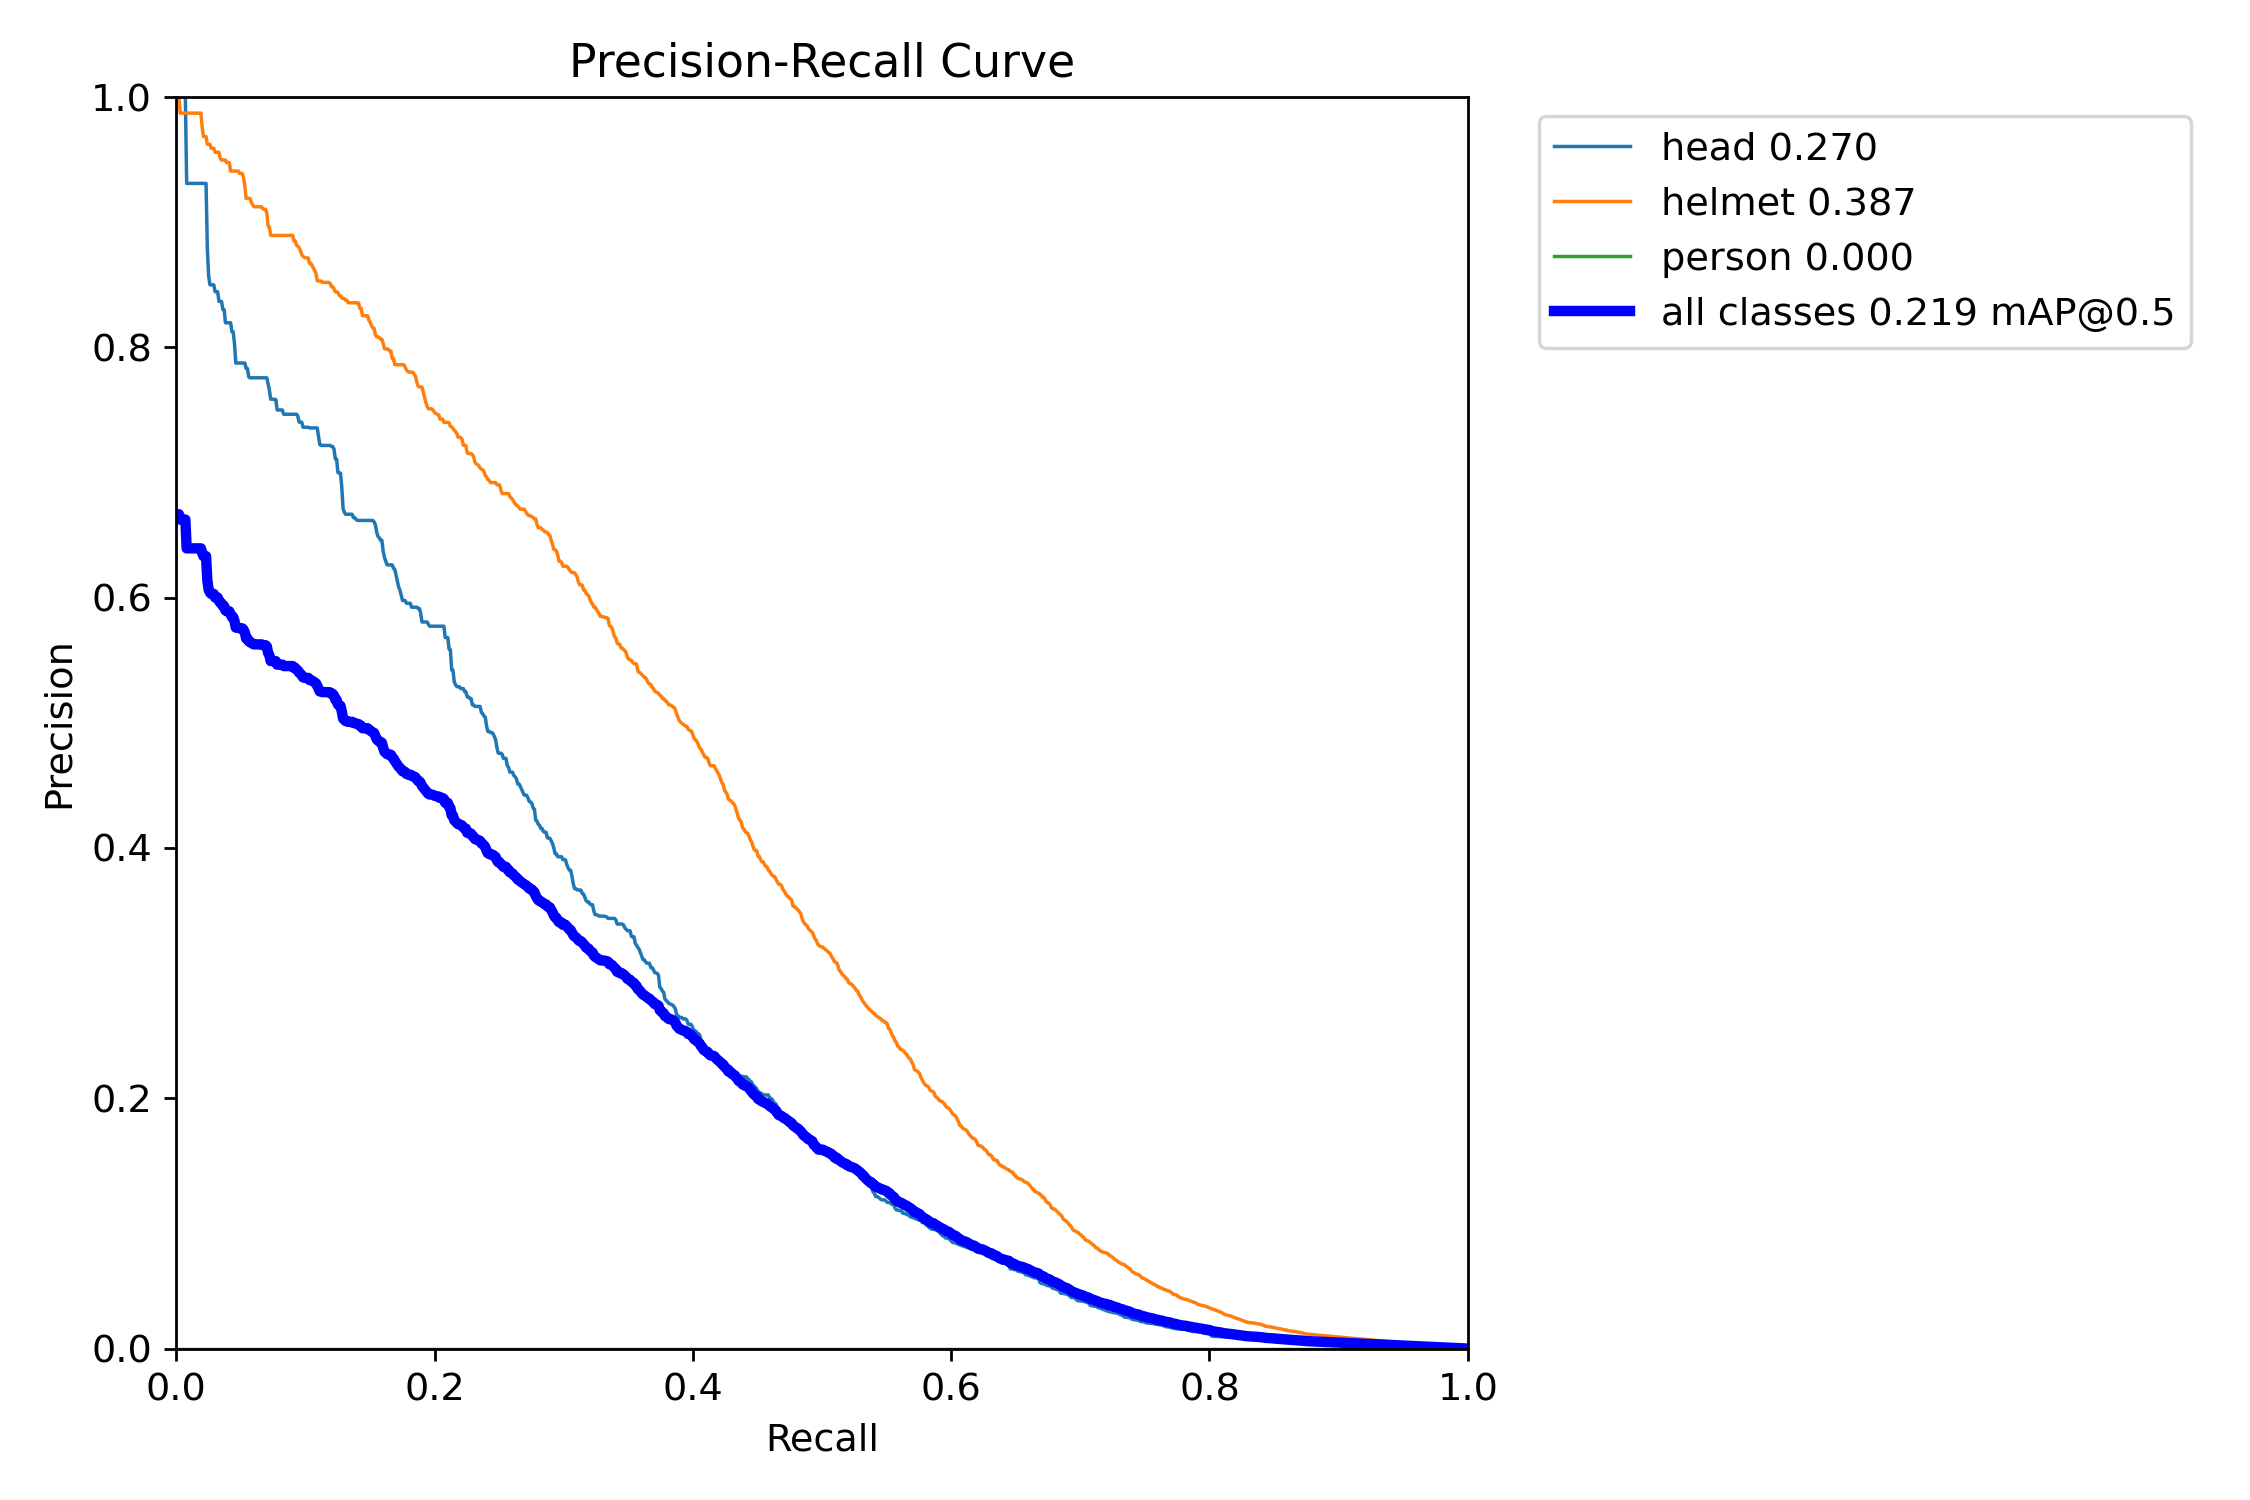 Precision-Recall Curve
1.0
0.8
0.6
0.4
0.2
0.0
Precision
0.0 0.2 0.4 0.6 0.8 1.0
Recall
head 0.270
helmet 0.387
person 0.000
all classes 0.219 mAP@0.5